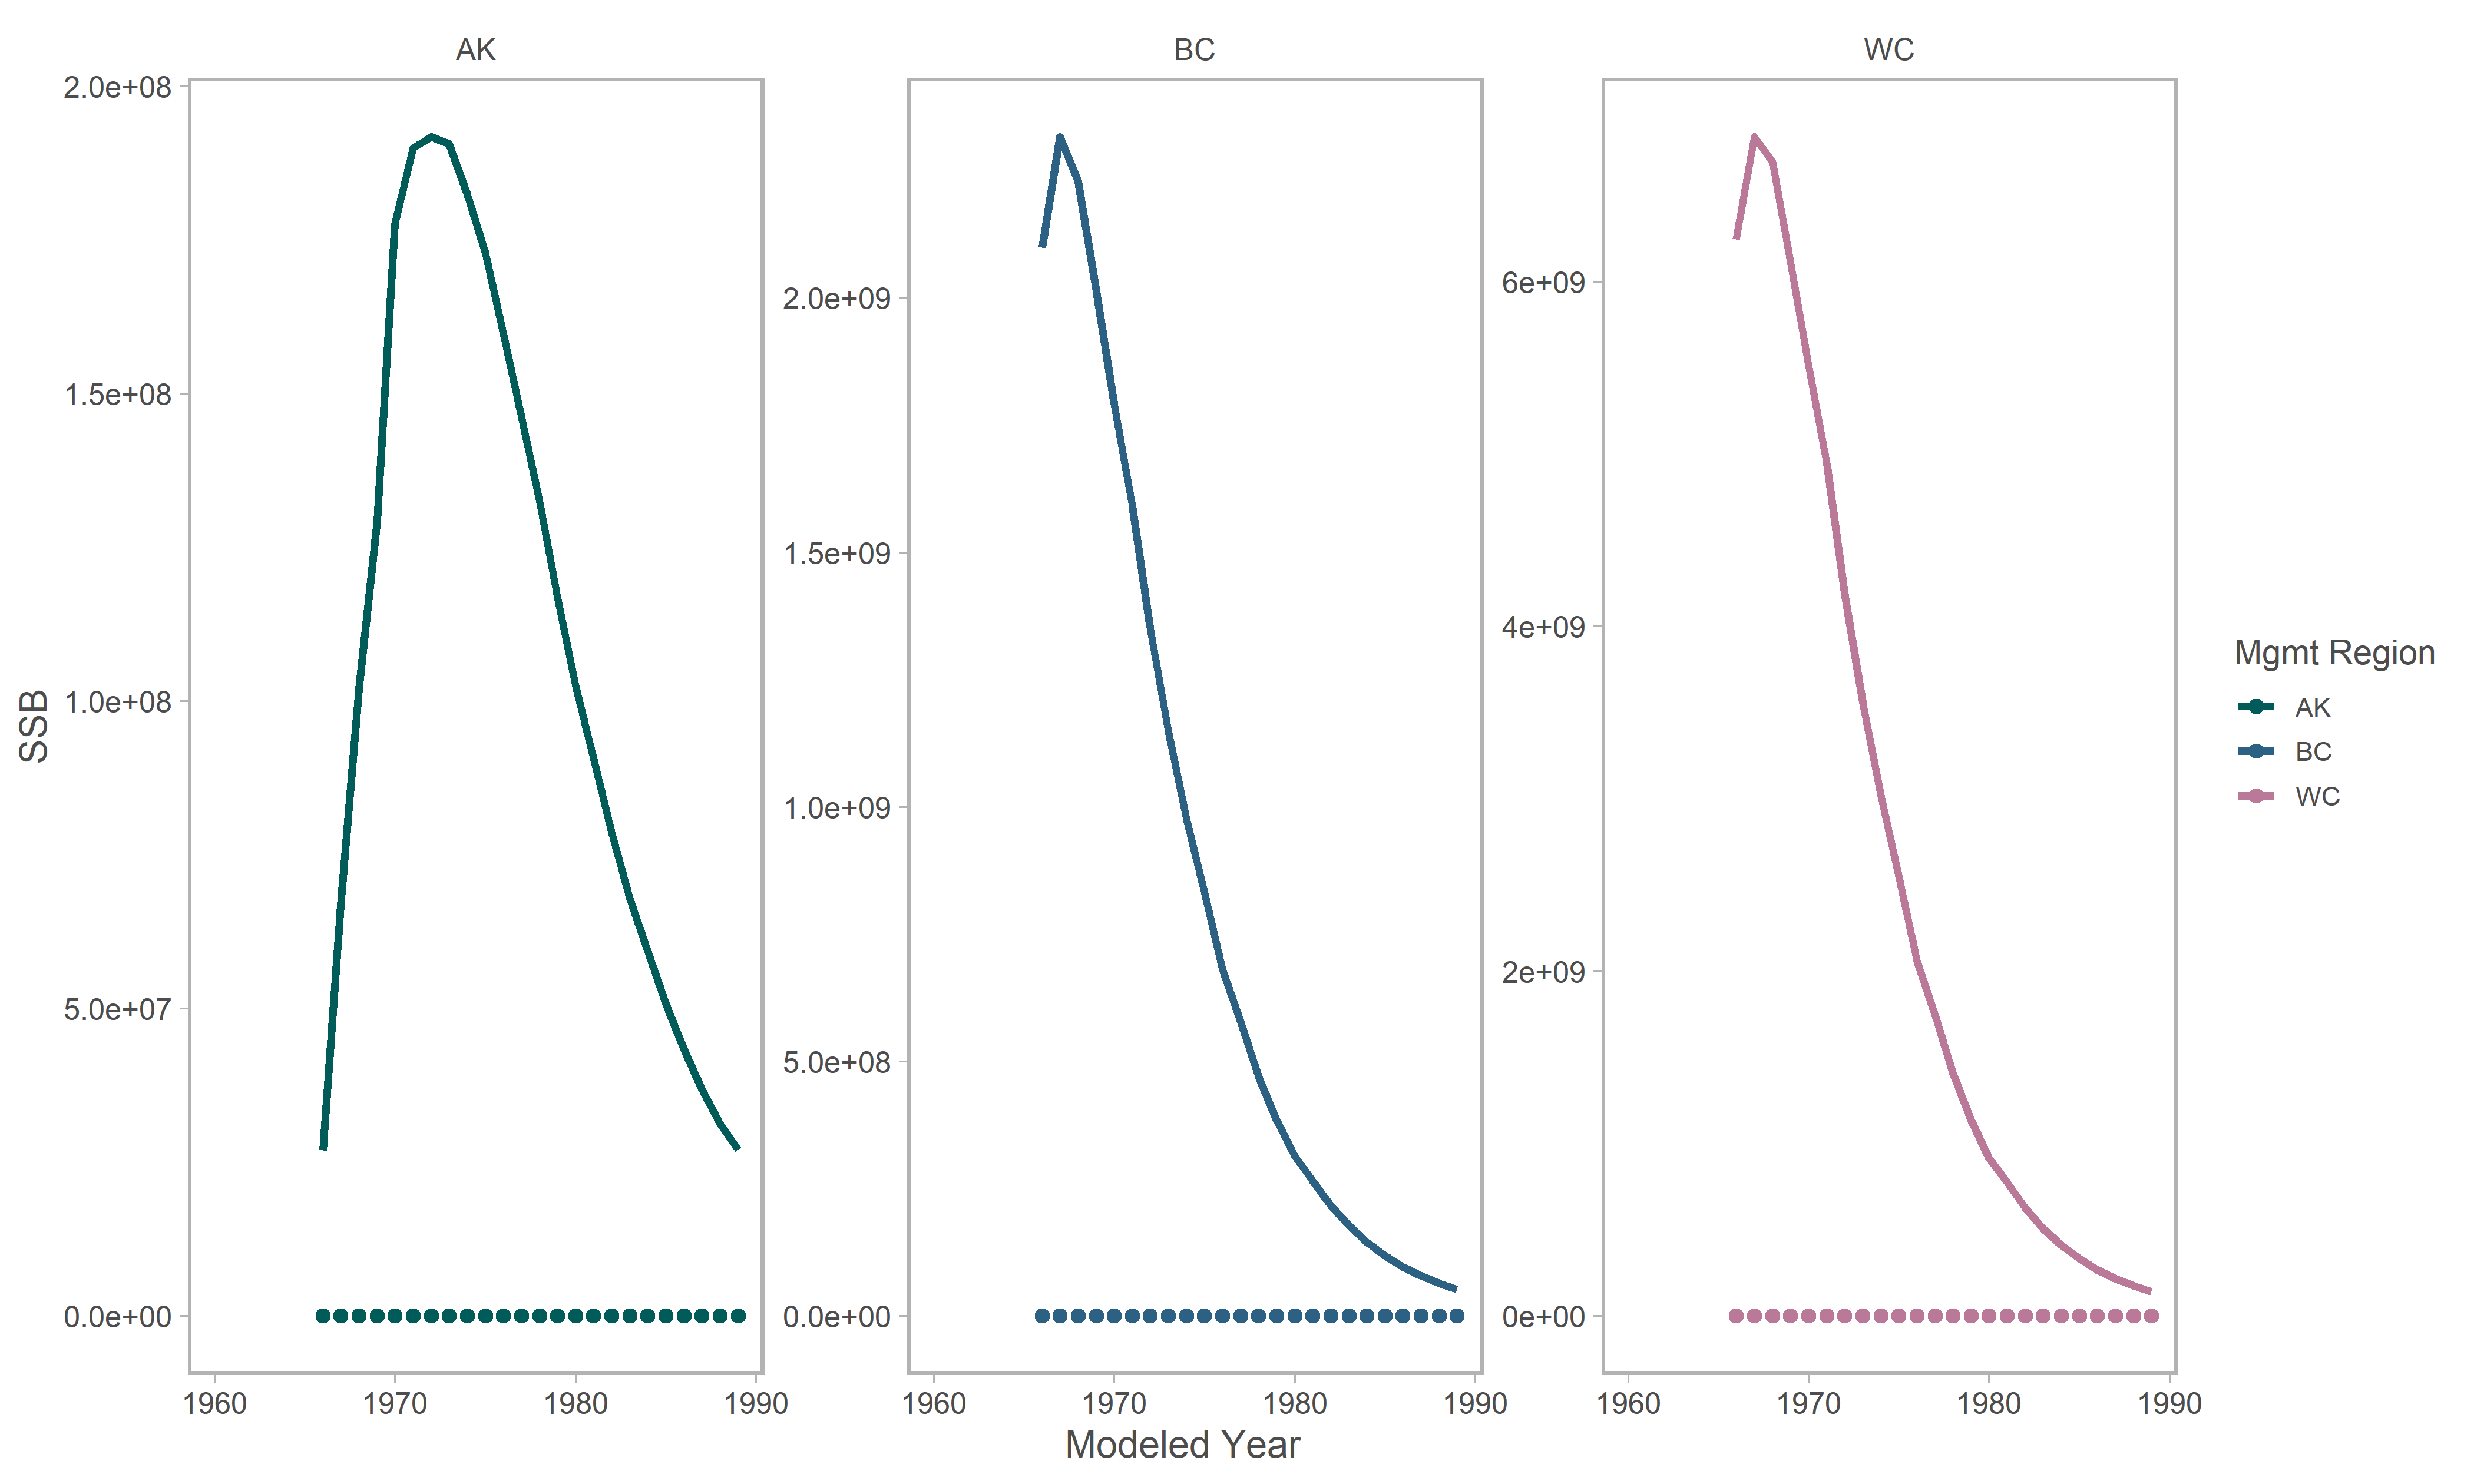 AK
BC
WC
SSB
2.0e+08
1.5e+08
1.0e+08
5.0e+07
0.0e+00
2.0e+09
1.5e+09
1.0e+09
5.0e+08
0.0e+00
6e+09
4e+09
2e+09
0e+00
1960 1970 1980 1990
1960 1970 1980 1990
1960 1970 1980 1990
Modeled Year
Mgmt Region
AK
BC
WC